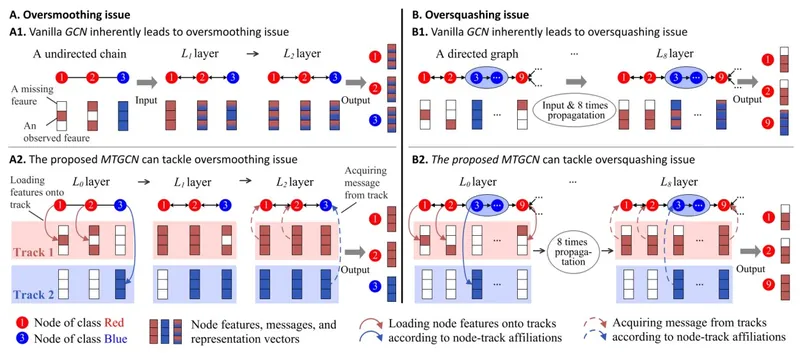 A. Oversmoothing issue
A1. Vanilla GCN inherently leads to oversmoothing issue
A undirected chain
L1 layer
L2 layer
1
2
3
1
2
3
1
2
3
A missing
feaure
An
observed feaure
Input
Output
1
2
3
B. Oversquashing issue
B1. Vanilla GCN inherently leads to oversquashing issue
A directed graph
...
L8 layer
1
2
3
...
9
...
...
1
2
3
...
9
...
...
Input & 8 times
propagatation
...
...
Output
1
2
9
A2. The proposed MTGCN can tackle oversmoothing issue
Loading
features onto
track
L0 layer
L1 layer
L2 layer
Acquiring
message
from track
1
2
3
1
2
3
1
2
3
Track 1
Track 2
Output
1
2
3
B2. The proposed MTGCN can tackle oversquashing issue
L0 layer
...
L8 layer
1
2
3
...
9
...
...
1
2
3
...
9
...
...
8 times
propaga-
tation
...
...
...
...
Output
1
2
9
1 Node of class Red
3 Node of class Blue
Node features, messages, and
representation vectors
Loading node features onto tracks
according to node-track affiliations
Acquiring message from tracks
according to node-track affiliations